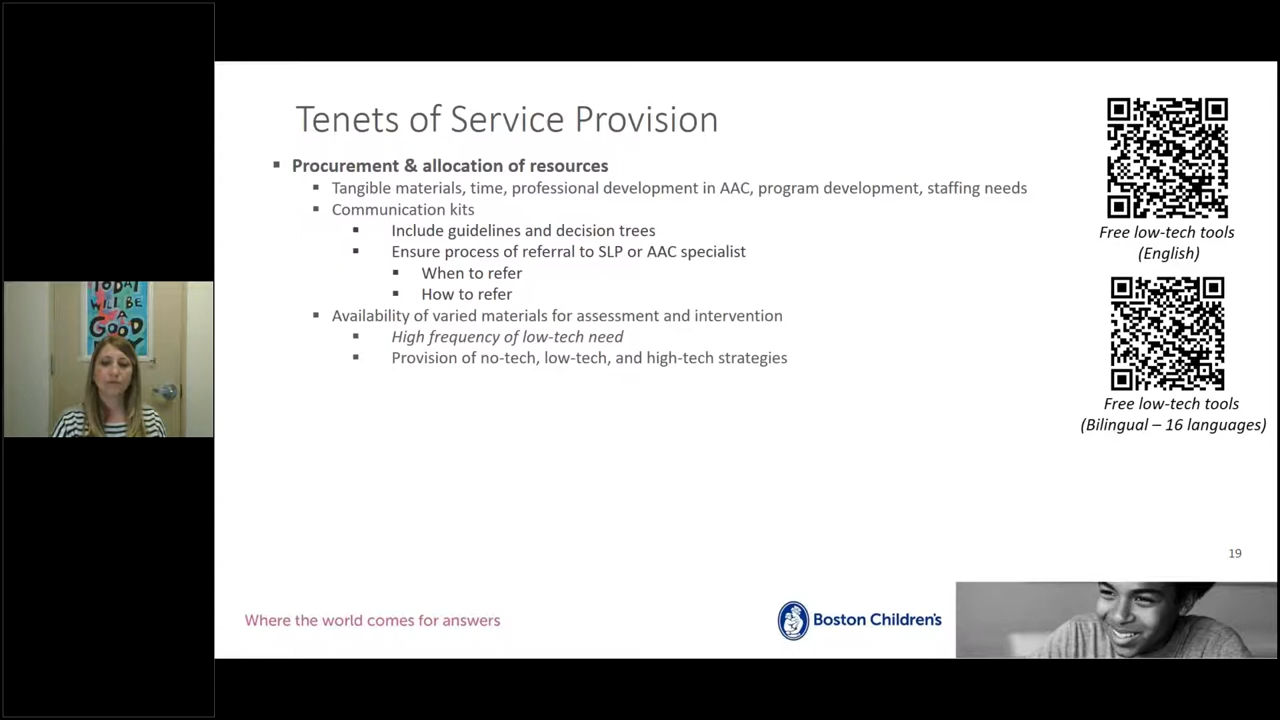 TODAY
WILL BE
A
GOOD
Tenets of Service Provision
Procurement & allocation of resources
Tangible materials, time, professional development in AAC, program development, staffing needs
Communication kits
Include guidelines and decision trees
Ensure process of referral to SLP or AAC specialist
When to refer
How to refer
Availability of varied materials for assessment and intervention
High frequency of low-tech need
Provision of no-tech, low-tech, and high-tech strategies
Free low-tech tools
(English)
Free low-tech tools
(Bilingual – 16 languages)
19
Where the world comes for answers
Boston Children's